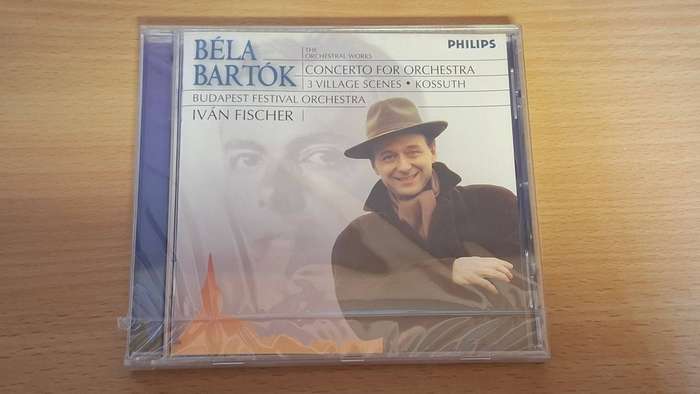 BÉLA
BARTÓK
THE
ORCHESTRAL WORKS
PHILIPS
CONCERTO FOR ORCHESTRA
3 VILLAGE SCENES • KOSSUTH
BUDAPEST FESTIVAL ORCHESTRA
IVÁN FISCHER